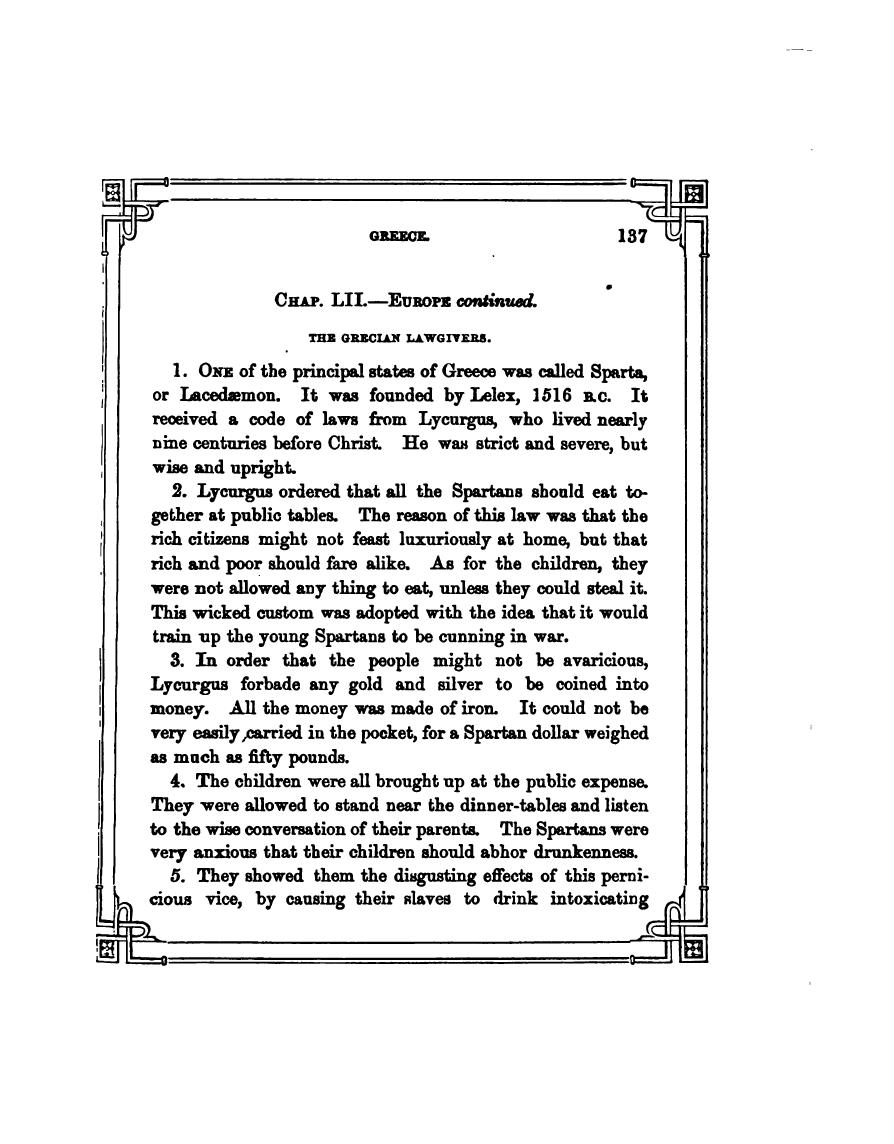 GREECE. 137
CHAP. LII.—EUROPE continued.
THE GRECIAN LAWGIVERS.
1. ONE of the principal states of Greece was called Sparta,
or Lacedæmon. It was founded by Lelex, 1516 B.C. It
received a code of laws from Lycurgus, who lived nearly
nine centuries before Christ. He was strict and severe, but
wise and upright.
2. Lycurgus ordered that all the Spartans should eat to-
gether at public tables. The reason of this law was that the
rich citizens might not feast luxuriously at home, but that
rich and poor should fare alike. As for the children, they
were not allowed any thing to eat, unless they could steal it.
This wicked custom was adopted with the idea that it would
train up the young Spartans to be cunning in war.
3. In order that the people might not be avaricious,
Lycurgus forbade any gold and silver to be coined into
money. All the money was made of iron. It could not be
very easily carried in the pocket, for a Spartan dollar weighed
as much as fifty pounds.
4. The children were all brought up at the public expense.
They were allowed to stand near the dinner-tables and listen
to the wise conversation of their parents. The Spartans were
very anxious that their children should abhor drunkenness.
5. They showed them the disgusting effects of this perni-
cious vice, by causing their slaves to drink intoxicating